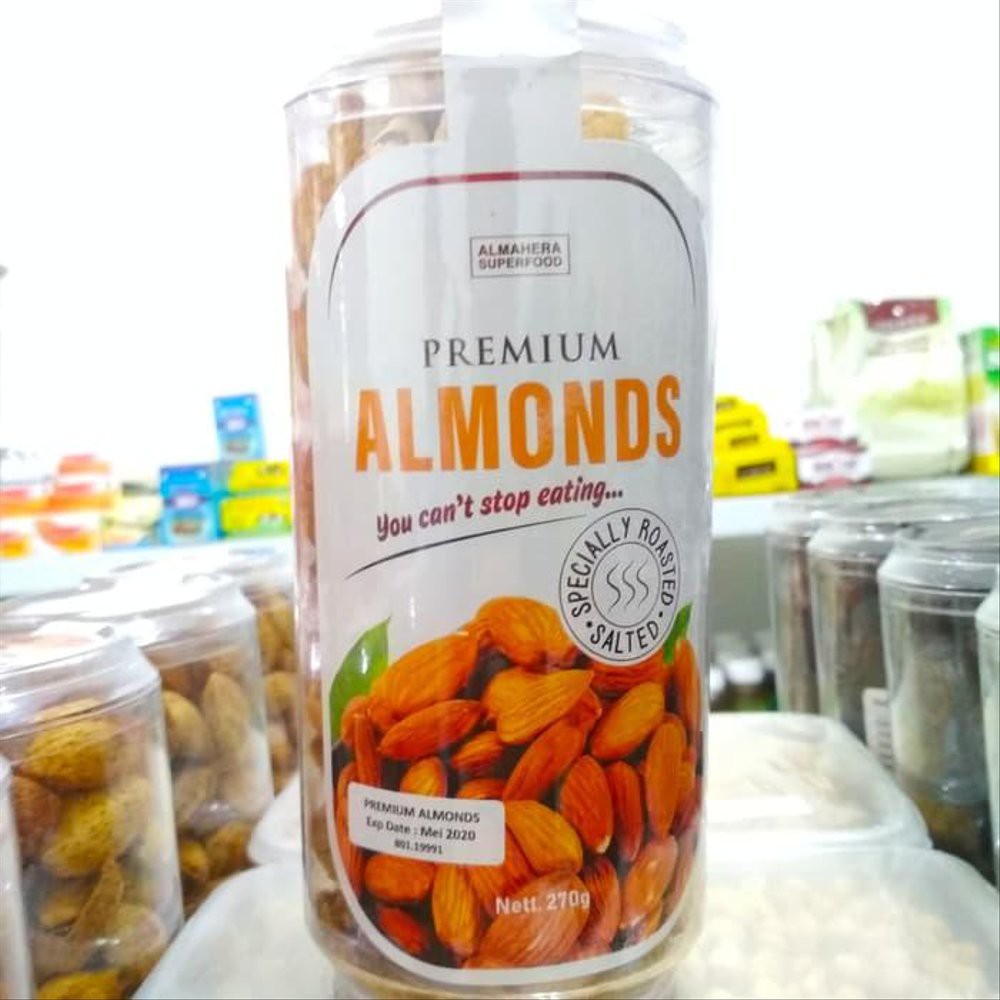 ALMAHERA
SUPERFOOD
PREMIUM
ALMONDS
You can't stop eating...
SPECIALLY ROASTED
• SALTED •
PREMIUM ALMONDS
Exp Date : Mei 2020
801.19991
Nett. 270g